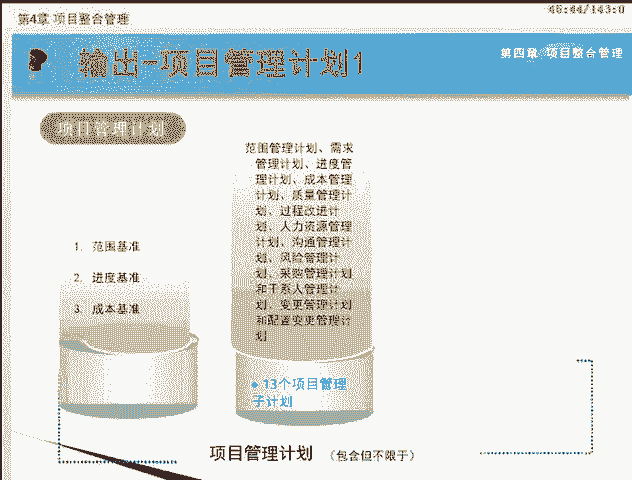 第4章 项目整合管理
46:44/143:0
输出-项目管理计划1
第四章 项目整合管理
项目管理计划
范围管理计划、需求
管理计划、进度管
理计划、成本管理
计划、质量管理计
划、过程改进计
划、人力资源管理
计划、沟通管理计
划、风险管理计
划、采购管理计划
和干系人管理计
划、变更管理计划
和配置变更管理计
划
1. 范围基准
2. 进度基准
3. 成本基准
● 13个项目管理
子计划
项目管理计划 (包含但不限于)